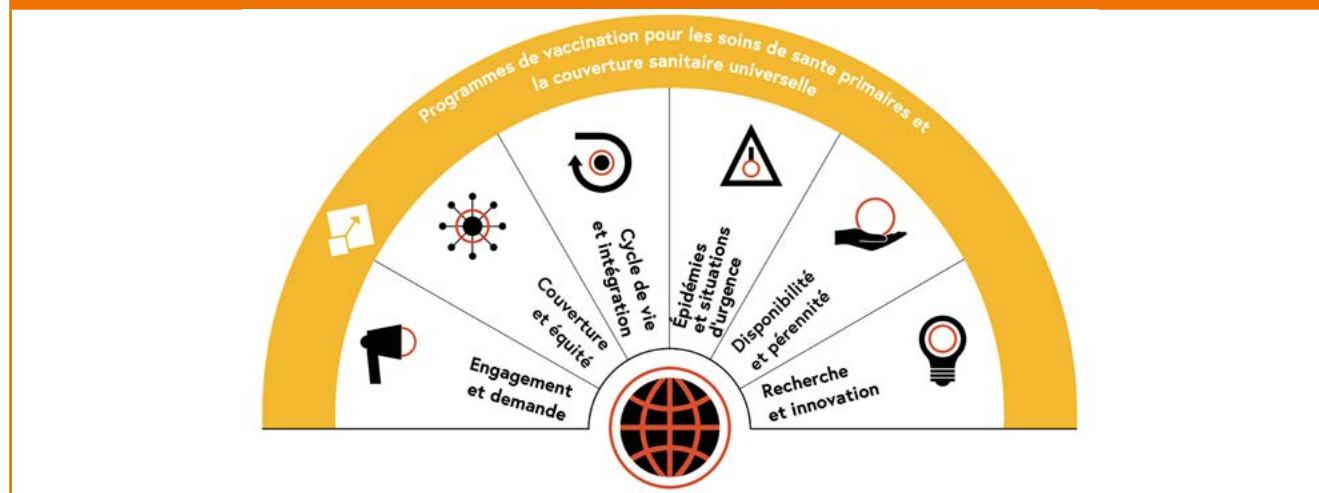 Programmes de vaccination pour les soins de sante primaires et
la couverture sanitaire universelle
Engagement
et demande
Couverture
et équité
Cycle de vie
et intégration
Épidémies
et situations
d'urgence
Disponibilité
et pérennité
Recherche
et innovation